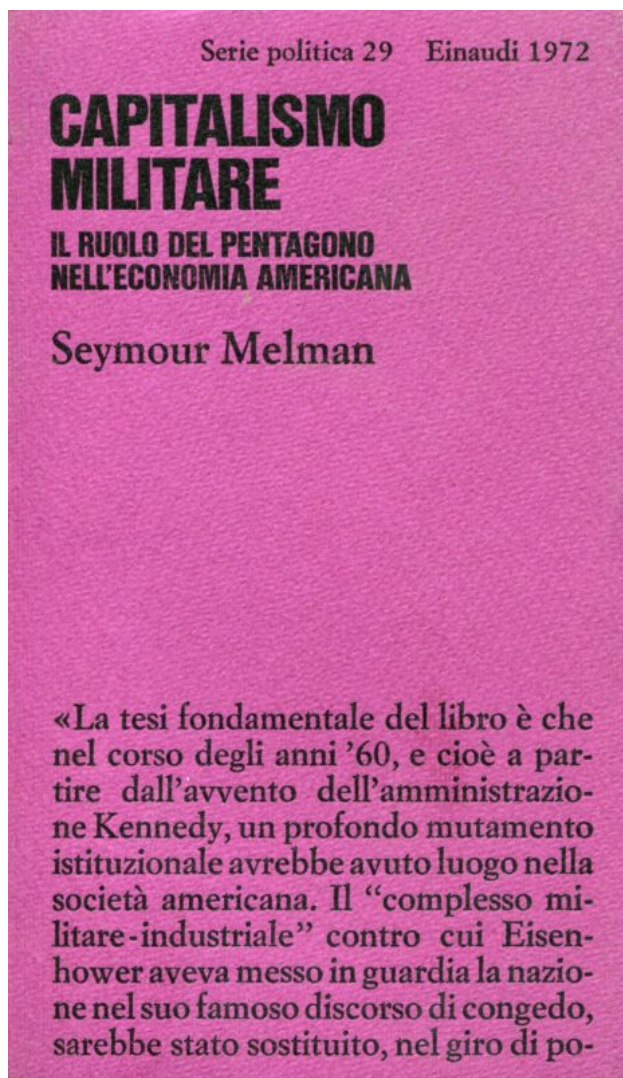 Serie politica 29 Einaudi 1972
CAPITALISMO
MILITARE
IL RUOLO DEL PENTAGONO
NELL'ECONOMIA AMERICANA
Seymour Melman
«La tesi fondamentale del libro è che
nel corso degli anni '60, e cioè a par-
tire dall'avvento dell'amministrazio-
ne Kennedy, un profondo mutamento
istituzionale avrebbe avuto luogo nella
società americana. Il “complesso mi-
litare-industriale” contro cui Eisen-
hower aveva messo in guardia la nazio-
ne nel suo famoso discorso di congedo,
sarebbe stato sostituito, nel giro di po-